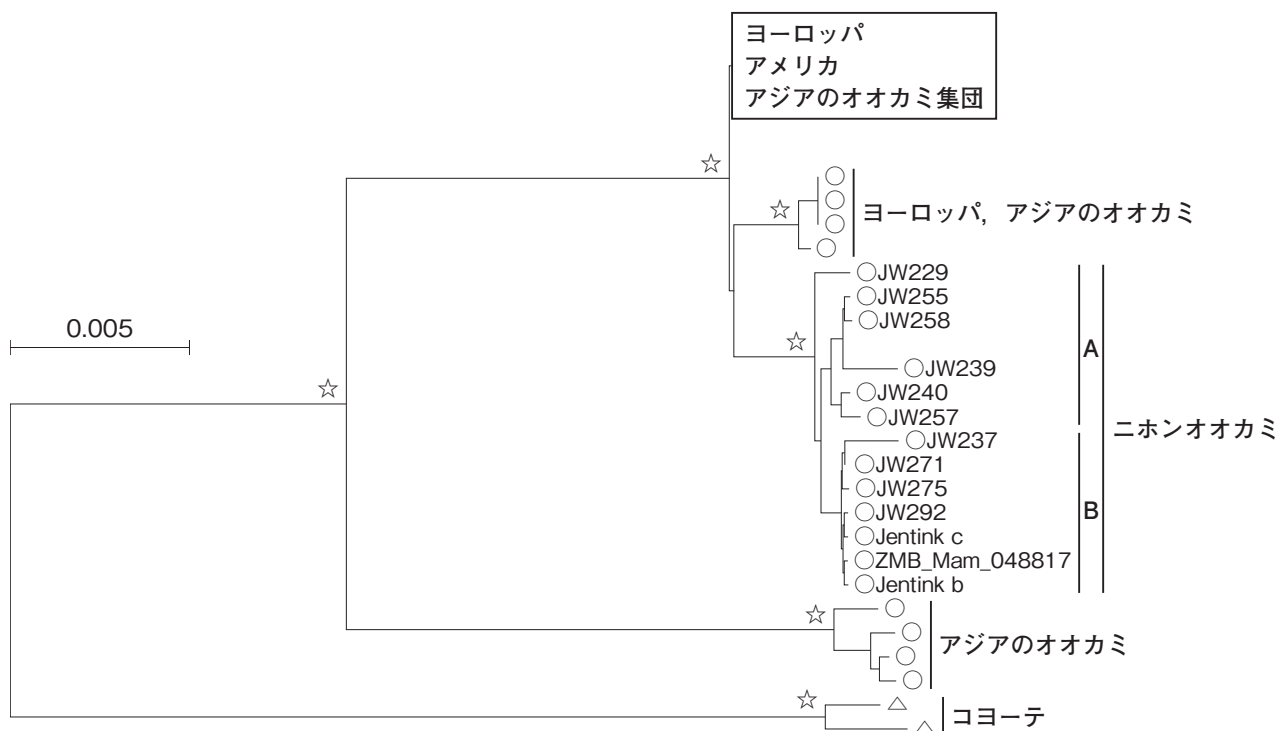 ヨーロッパ
アメリカ
アジアのオオカミ集団
ヨーロッパ，アジアのオオカミ
JW229
JW255
JW258
JW239
JW240
JW257
JW237
JW271
JW275
JW292
Jentink c
ZMB_Mam_048817
Jentink b
A
B
ニホンオオカミ
0.005
アジアのオオカミ
コヨーテ